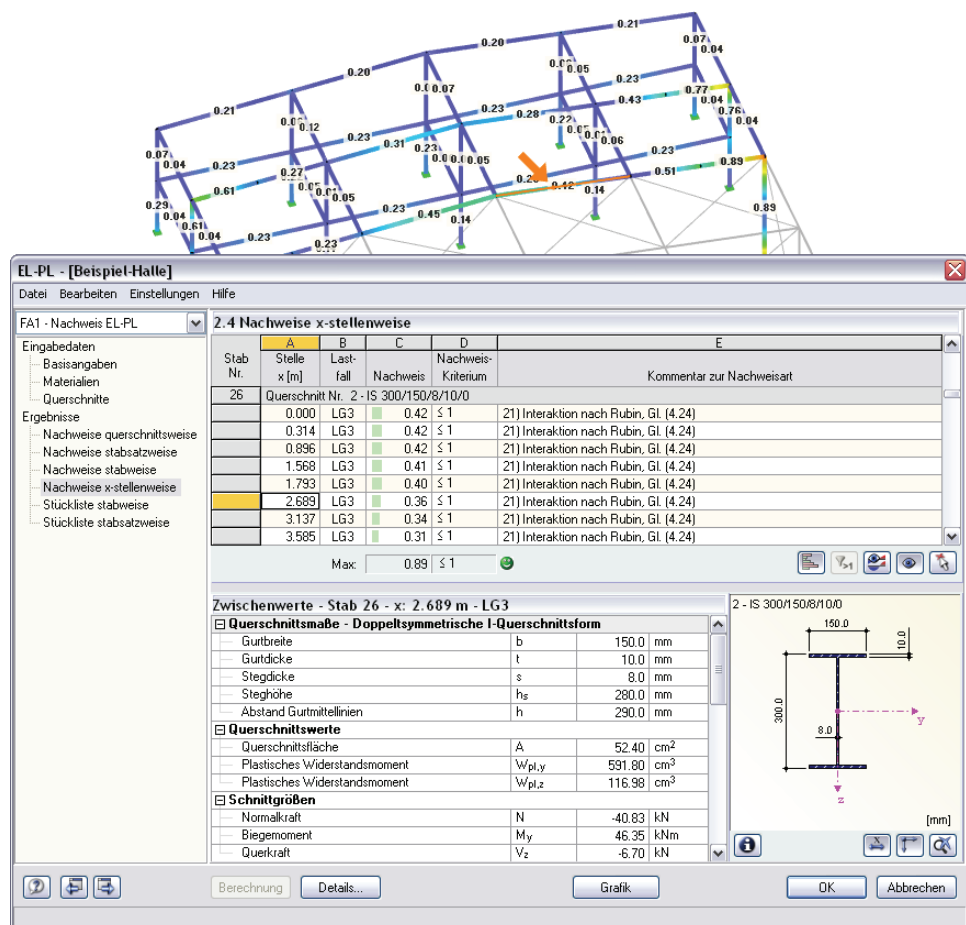 0.21
0.20
0.07
0.04
0.20
0.21
0.07
0.05
0.23
0.77
0.04
0.76
0.04
0.43
0.28
0.22
0.06
0.23
0.12
0.23
0.31
0.23
0.05
0.23
0.07
0.04
0.23
0.27
0.05
0.61
0.05
0.42
0.14
0.51
0.89
0.89
0.29
0.04
0.61
0.04
0.23
0.23
0.45
0.14
0.23
EL-PL - [Beispiel-Halle]
Datei Bearbeiten Einstellungen Hilfe
FA1 - Nachweis EL-PL
Eingabedaten
Basisangaben
Materialien
Querschnitte
Ergebnisse
Nachweise querschnittsweise
Nachweise stabsatzweise
Nachweise stabweise
Nachweise x-stellenweise
Stückliste stabweise
Stückliste stabsatzweise
2.4 Nachweise x-stellenweise
A B C D E
Stab Stelle Last- Nachweis-
Nr. x [m] fall Nachweis Kriterium Kommentar zur Nachweisart
26 Querschnitt Nr. 2 - IS 300/150/8/10/0
0.000 LG3 0.42 ≤ 1 21) Interaktion nach Rubin, Gl. (4.24)
0.314 LG3 0.42 ≤ 1 21) Interaktion nach Rubin, Gl. (4.24)
0.896 LG3 0.42 ≤ 1 21) Interaktion nach Rubin, Gl. (4.24)
1.568 LG3 0.41 ≤ 1 21) Interaktion nach Rubin, Gl. (4.24)
1.793 LG3 0.40 ≤ 1 21) Interaktion nach Rubin, Gl. (4.24)
2.689 LG3 0.36 ≤ 1 21) Interaktion nach Rubin, Gl. (4.24)
3.137 LG3 0.34 ≤ 1 21) Interaktion nach Rubin, Gl. (4.24)
3.585 LG3 0.31 ≤ 1 21) Interaktion nach Rubin, Gl. (4.24)
Max: 0.89 ≤ 1
>1
Zwischenwerte - Stab 26 - x: 2.689 m - LG3
Querschnittsmaße - Doppeltsymmetrische I-Querschnittsform
Gurtbreite b 150.0 mm
Gurtdicke t 10.0 mm
Stegdicke s 8.0 mm
Steghöhe hs 280.0 mm
Abstand Gurtmittellinien h 290.0 mm
Querschnittswerte
Querschnittsfläche A 52.40 cm2
Plastisches Widerstandsmoment Wpl,y 591.80 cm3
Plastisches Widerstandsmoment Wpl,z 116.98 cm3
Schnittgrößen
Normalkraft N -40.83 kN
Biegemoment My 46.35 kNm
Querkraft Vz -6.70 kN
2 - IS 300/150/8/10/0
150.0
10.0
300.0
8.0
y
z
[mm]
Berechnung Details... Grafik OK Abbrechen